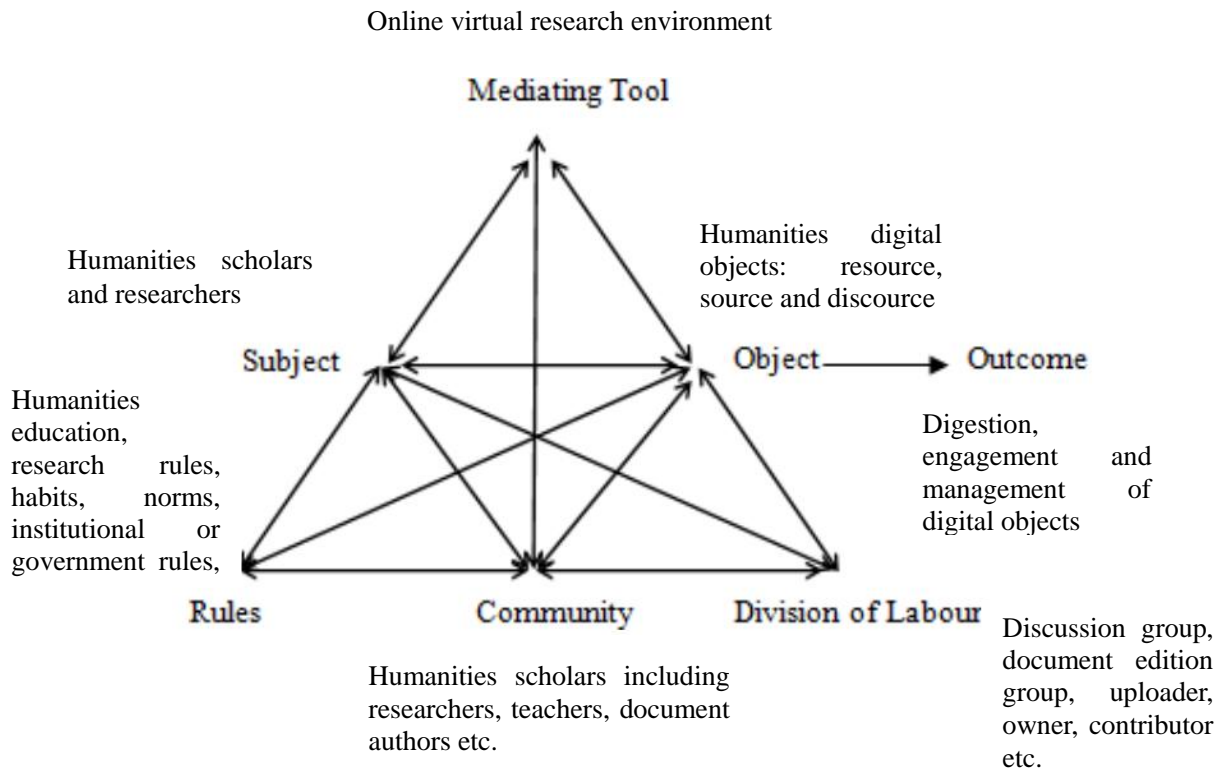 Online virtual research environment
Mediating Tool
Humanities scholars
and researchers
Humanities digital
objects: resource,
source and discource
Subject
Object
Outcome
Humanities
education,
research rules,
habits, norms,
institutional or
government rules,
Digestion,
engagement and
management of
digital objects
Rules
Community
Division of Labour
Humanities scholars including
researchers, teachers, document
authors etc.
Discussion group,
document edition
group, uploader,
owner, contributor
etc.